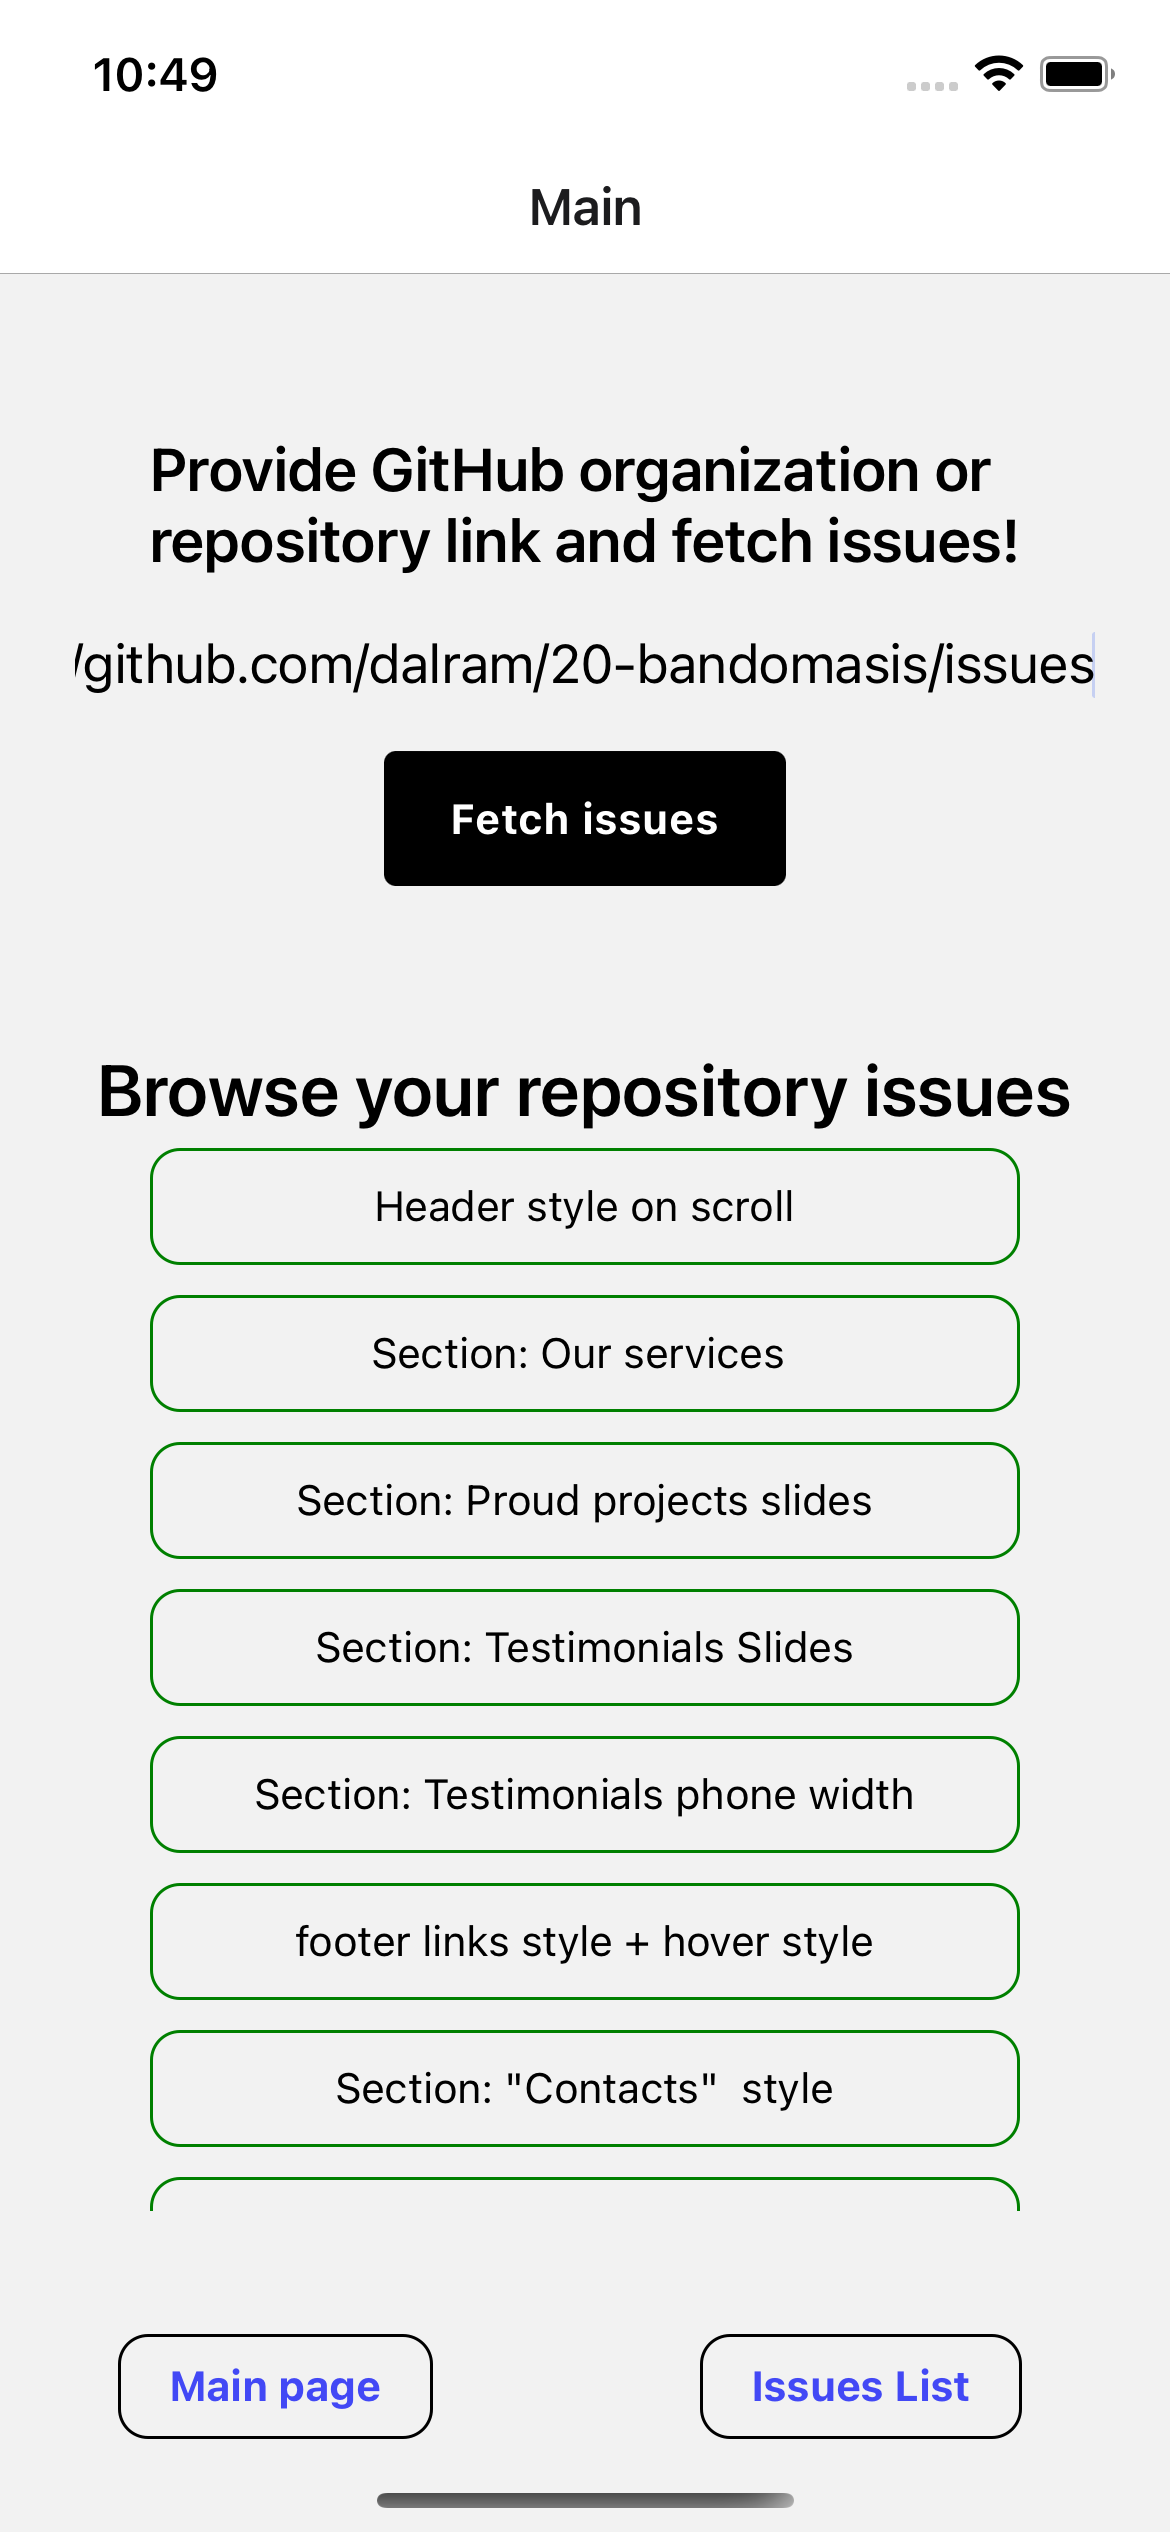 10:49
Main
Provide GitHub organization or
repository link and fetch issues!
/github.com/dalram/20-bandomasis/issues
Fetch issues
Browse your repository issues
Header style on scroll
Section: Our services
Section: Proud projects slides
Section: Testimonials Slides
Section: Testimonials phone width
footer links style + hover style
Section: "Contacts"  style
Main page
Issues List